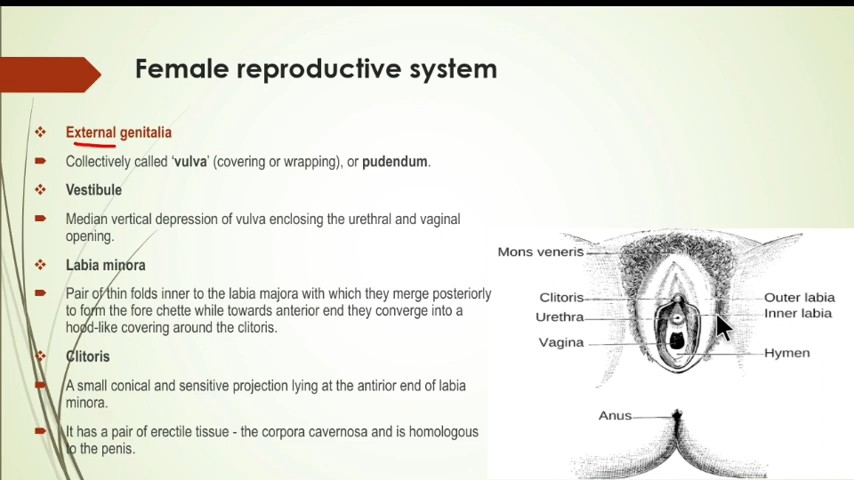 Female reproductive system
External genitalia
Collectively called ‘vulva’ (covering or wrapping), or pudendum.
Vestibule
Median vertical depression of vulva enclosing the urethral and vaginal
opening.
Labia minora
Pair of thin folds inner to the labia majora with which they merge posteriorly
to form the fore chette while towards anterior end they converge into a
hood-like covering around the clitoris.
Clitoris
A small conical and sensitive projection lying at the antirior end of labia
minora.
It has a pair of erectile tissue - the corpora cavernosa and is homologous
to the penis.
Mons veneris
Clitoris
Urethra
Vagina
Anus
Outer labia
Inner labia
Hymen